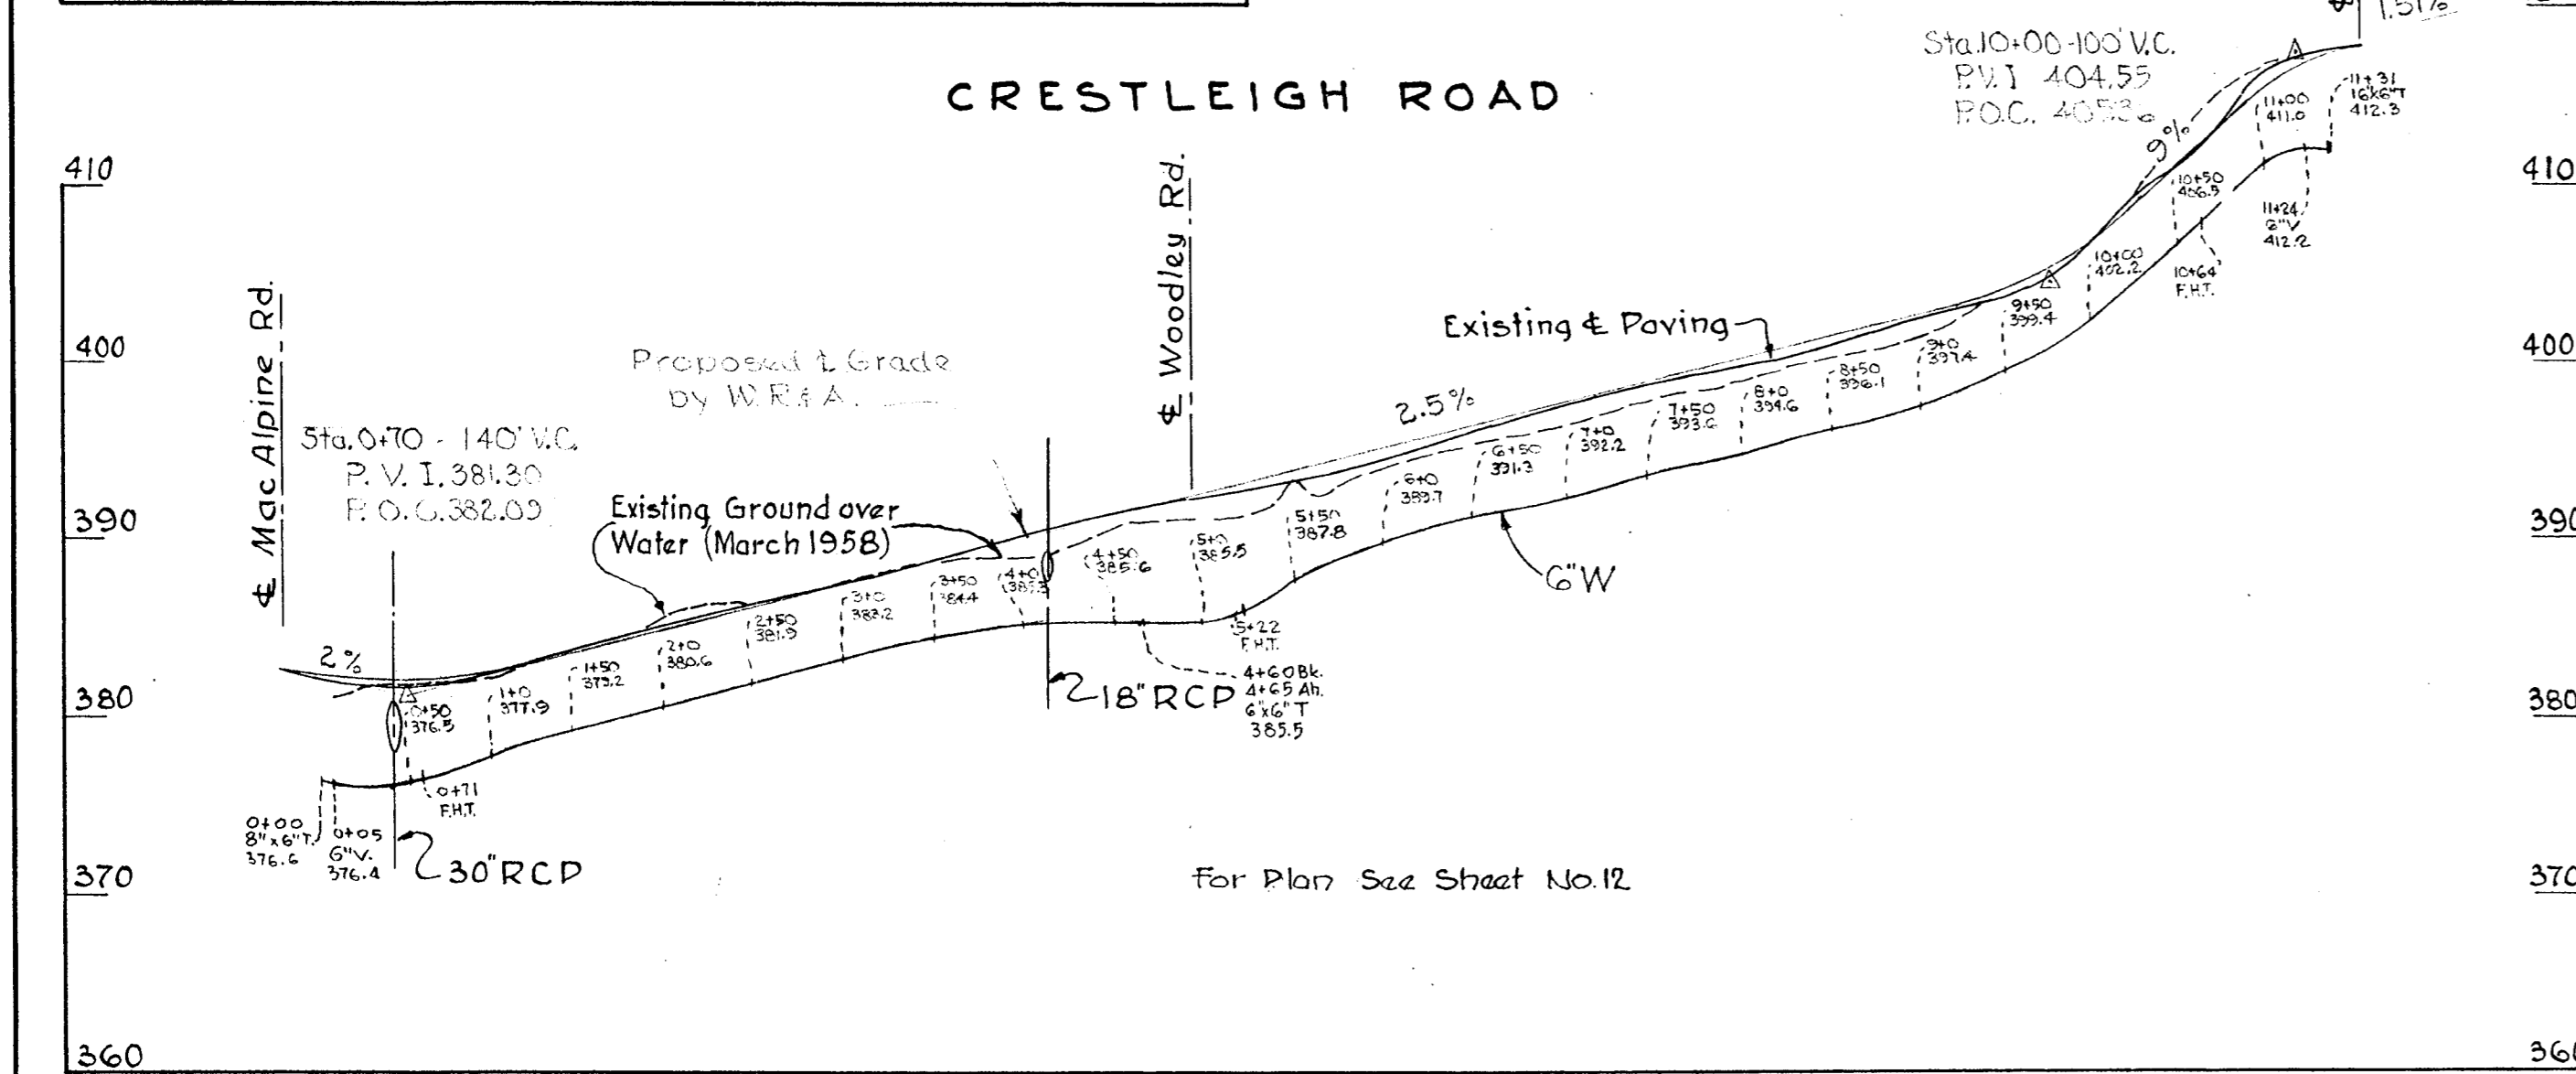 1.51%
CRESTLEIGH ROAD
Sta.10+00-100' V.C.
P.V.I 404.55
P.O.C. 405.36
11+31
16"x6"T
412.3
11+00
411.0
9%
410
410
10+50
406.5
11+24
6"V
412.2
10+64
F.H.T.
10+00
402.2
℄ Mac Alpine Rd.
℄ Woodley Rd.
Existing ℄ Paving
9+50
399.4
400
400
Proposed ℄ Grade
by W.R.& A.
2.5%
9+0
397.4
8+50
396.1
8+0
394.6
7+50
393.6
7+0
392.2
6+50
391.3
6+0
389.7
5+50
387.8
Sta. 0+70 - 140' V.C.
P. V. I. 381.30
P. O. C. 382.09
Existing Ground over
Water (March 1958)
390
390
5+0
385.5
4+50
385.6
4+0
3+50
384.4
3+0
383.2
2+50
381.9
2+0
380.6
1+50
379.2
1+0
377.9
0+50
376.5
2%
6"W
5+22
F.H.T.
4+60 Bk.
4+65 Ah.
6"x6" T
385.5
18" RCP
380
380
0+71
F.H.T.
0+00
8"x6"T.
376.6
0+05
6"V.
376.4
30" RCP
370
370
For Plan See Sheet No.12
360
360